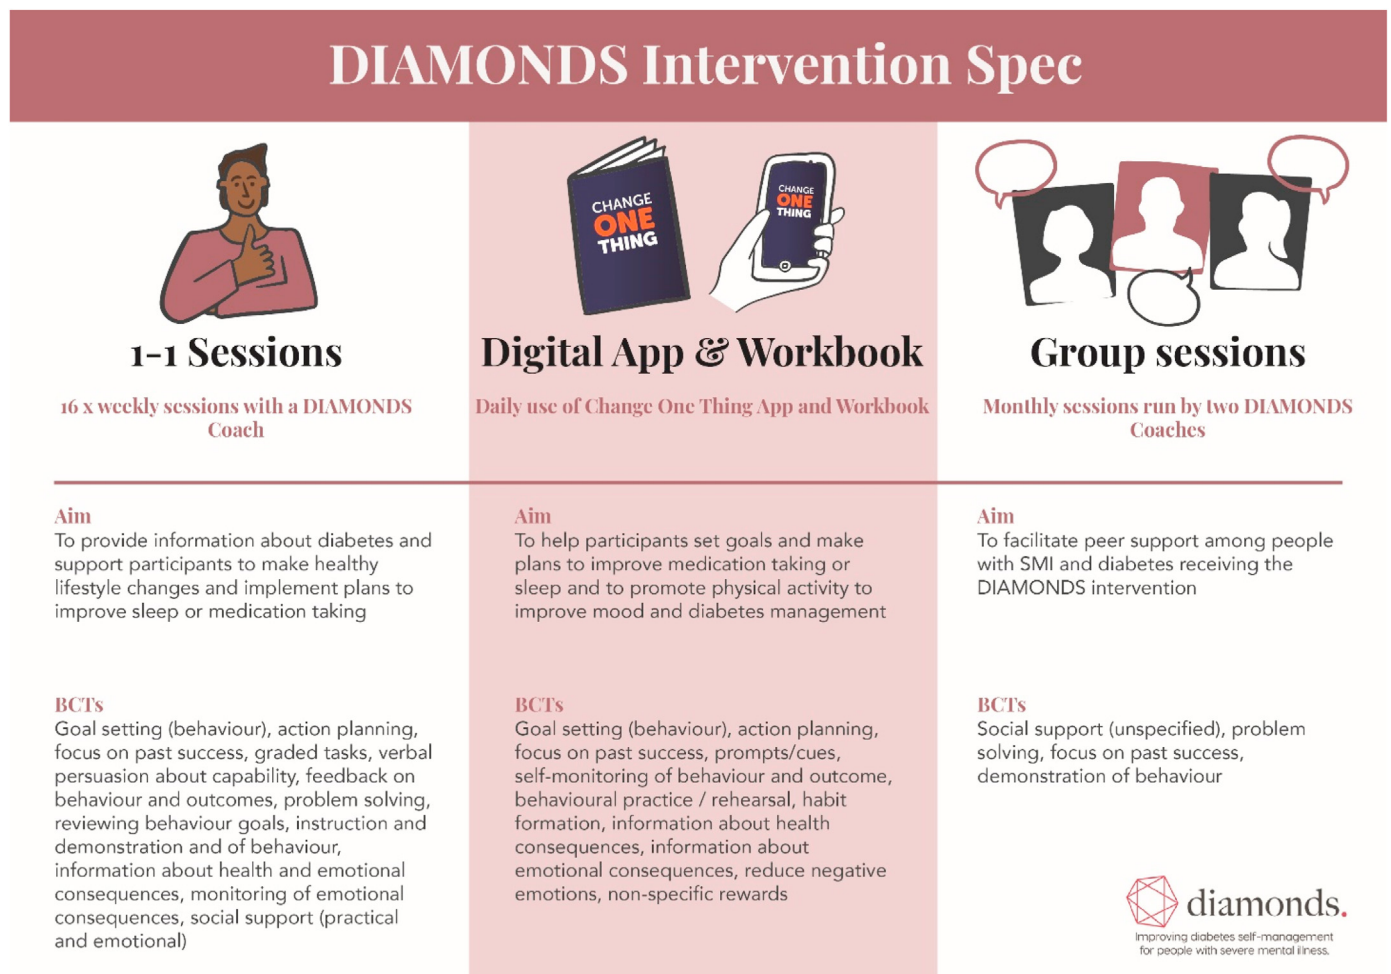 DIAMONDS Intervention Spec
CHANGE
ONE
THING
CHANGE
ONE
THING
1-1 Sessions
16 x weekly sessions with a DIAMONDS
Coach
Aim
To provide information about diabetes and
support participants to make healthy
lifestyle changes and implement plans to
improve sleep or medication taking
BCTs
Goal setting (behaviour), action planning,
focus on past success, graded tasks, verbal
persuasion about capability, feedback on
behaviour and outcomes, problem solving,
reviewing behaviour goals, instruction and
demonstration and of behaviour,
information about health and emotional
consequences, monitoring of emotional
consequences, social support (practical
and emotional)
Digital App & Workbook
Daily use of Change One Thing App and Workbook
Aim
To help participants set goals and make
plans to improve medication taking or
sleep and to promote physical activity to
improve mood and diabetes management
BCTs
Goal setting (behaviour), action planning,
focus on past success, prompts/cues,
self-monitoring of behaviour and outcome,
behavioural practice / rehearsal, habit
formation, information about health
consequences, information about
emotional consequences, reduce negative
emotions, non-specific rewards
Group sessions
Monthly sessions run by two DIAMONDS
Coaches
Aim
To facilitate peer support among people
with SMI and diabetes receiving the
DIAMONDS intervention
BCTs
Social support (unspecified), problem
solving, focus on past success,
demonstration of behaviour
diamonds.
Improving diabetes self-management
for people with severe mental illness.